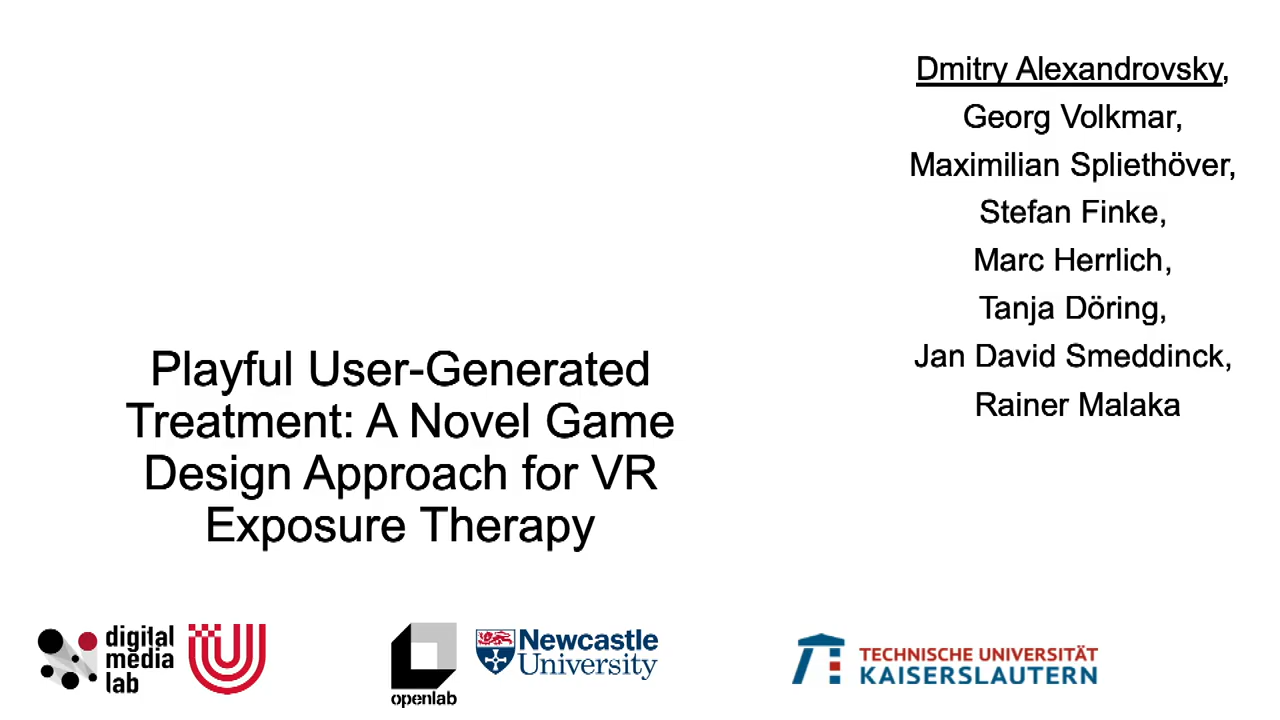 Dmitry Alexandrovsky,
Georg Volkmar,
Maximilian Spliethöver,
Stefan Finke,
Marc Herrlich,
Tanja Döring,
Jan David Smeddinck,
Rainer Malaka
Playful User-Generated
Treatment: A Novel Game
Design Approach for VR
Exposure Therapy
digital
media
lab
openlab
Newcastle
University
TECHNISCHE UNIVERSITÄT
KAISERSLAUTERN